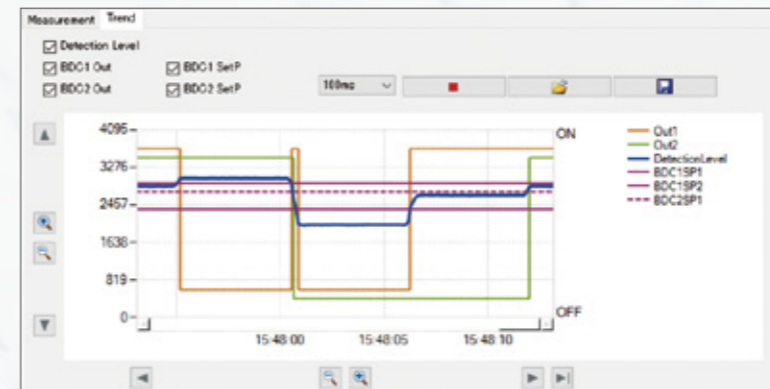 Measurement Trend
Detection Level
BDC1 Out BDC1 SetP
BDC2 Out BDC2 SetP
100ms
4095
3276
2457
1638
819
0
ON
OFF
15:48:00 15:48:05 15:48:10
Out1
Out2
DetectionLevel
BDC1SP1
BDC1SP2
BDC2SP1